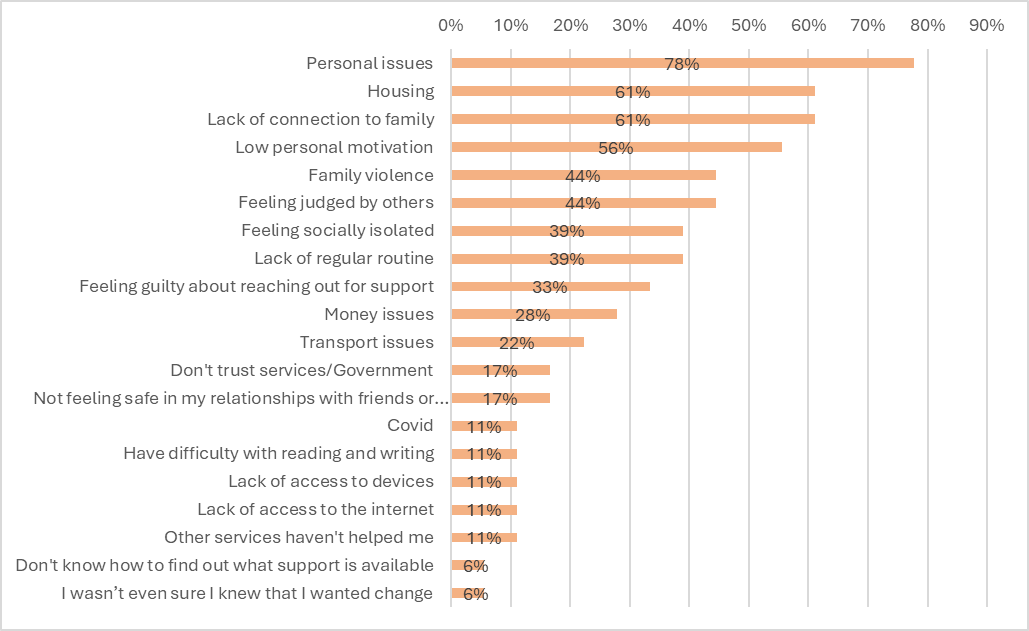 0% 10% 20% 30% 40% 50% 60% 70% 80% 90%
Personal issues 78%
Housing 61%
Lack of connection to family 61%
Low personal motivation 56%
Family violence 44%
Feeling judged by others 44%
Feeling socially isolated 39%
Lack of regular routine 39%
Feeling guilty about reaching out for support 33%
Money issues 28%
Transport issues 22%
Don't trust services/Government 17%
Not feeling safe in my relationships with friends or... 17%
Covid 11%
Have difficulty with reading and writing 11%
Lack of access to devices 11%
Lack of access to the internet 11%
Other services haven't helped me 11%
Don't know how to find out what support is available 6%
I wasn’t even sure I knew that I wanted change 6%